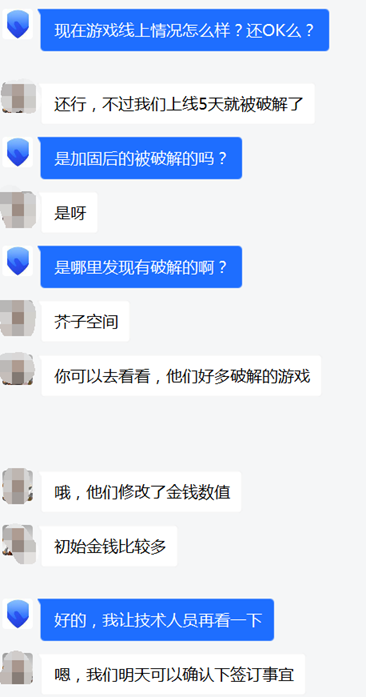 现在游戏线上情况怎么样？还OK么？
还行，不过我们上线5天就被破解了
是加固后的被破解的吗？
是呀
是哪里发现有破解的啊？
芥子空间
你可以去看看，他们好多破解的游戏
哦，他们修改了金钱数值
初始金钱比较多
好的，我让技术人员再看一下
嗯，我们明天可以确认下签订事宜